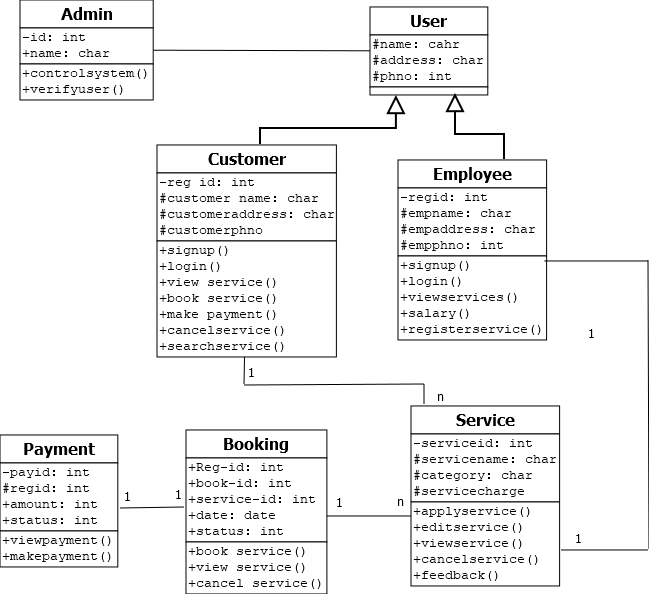 Admin
-id: int
+name: char
+controlsystem()
+verifyuser()
User
#name: cahr
#address: char
#phno: int
Customer
-reg id: int
#customer name: char
#customeraddress: char
#customerphno
+signup()
+login()
+view service()
+book service()
+make payment()
+cancelservice()
+searchservice()
Employee
-regid: int
#empname: char
#empaddress: char
#empphno: int
+signup()
+login()
+viewservices()
+salary()
+registerservice()
1
1
n
Payment
-payid: int
#regid: int
+amount: int
+status: int
+viewpayment()
+makepayment()
1
1
Booking
+Reg-id: int
+book-id: int
+service-id: int
+date: date
+status: int
+book service()
+view service()
+cancel service()
1
n
Service
-serviceid: int
#servicename: char
#category: char
#servicecharge
+applyservice()
+editservice()
+viewservice()
+cancelservice()
+feedback()
1